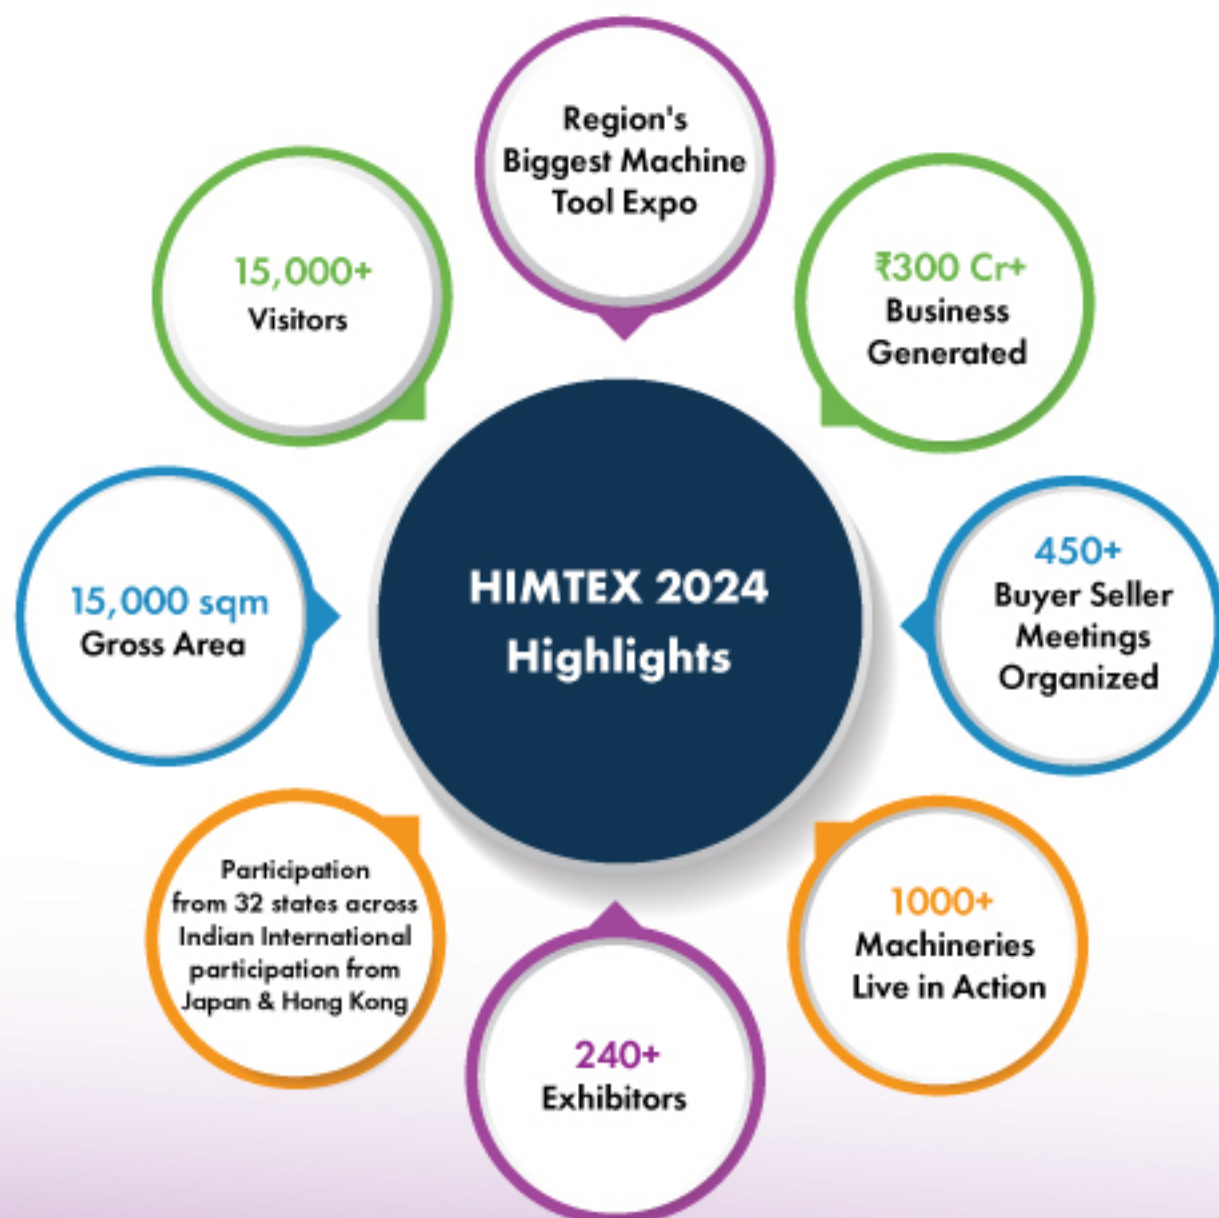 Region's
Biggest Machine
Tool Expo
₹300 Cr+
Business
Generated
450+
Buyer Seller
Meetings
Organized
1000+
Machineries
Live in Action
240+
Exhibitors
Participation
from 32 states across
Indian International
participation from
Japan & Hong Kong
15,000 sqm
Gross Area
15,000+
Visitors
HIMTEX 2024
Highlights